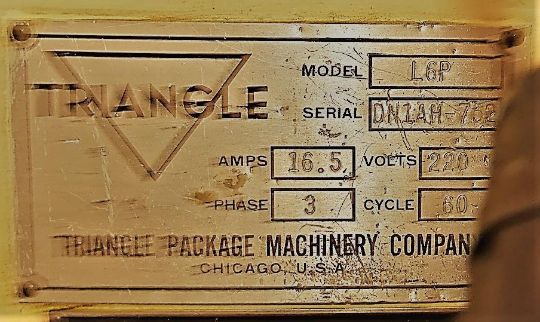 MODEL L6P
TRIANGLE
SERIAL DN1AH 732
AMPS 16.5 VOLTS 220
PHASE 3 CYCLE 60
TRIANGLE PACKAGE MACHINERY COMPAN
CHICAGO, U.S.A.